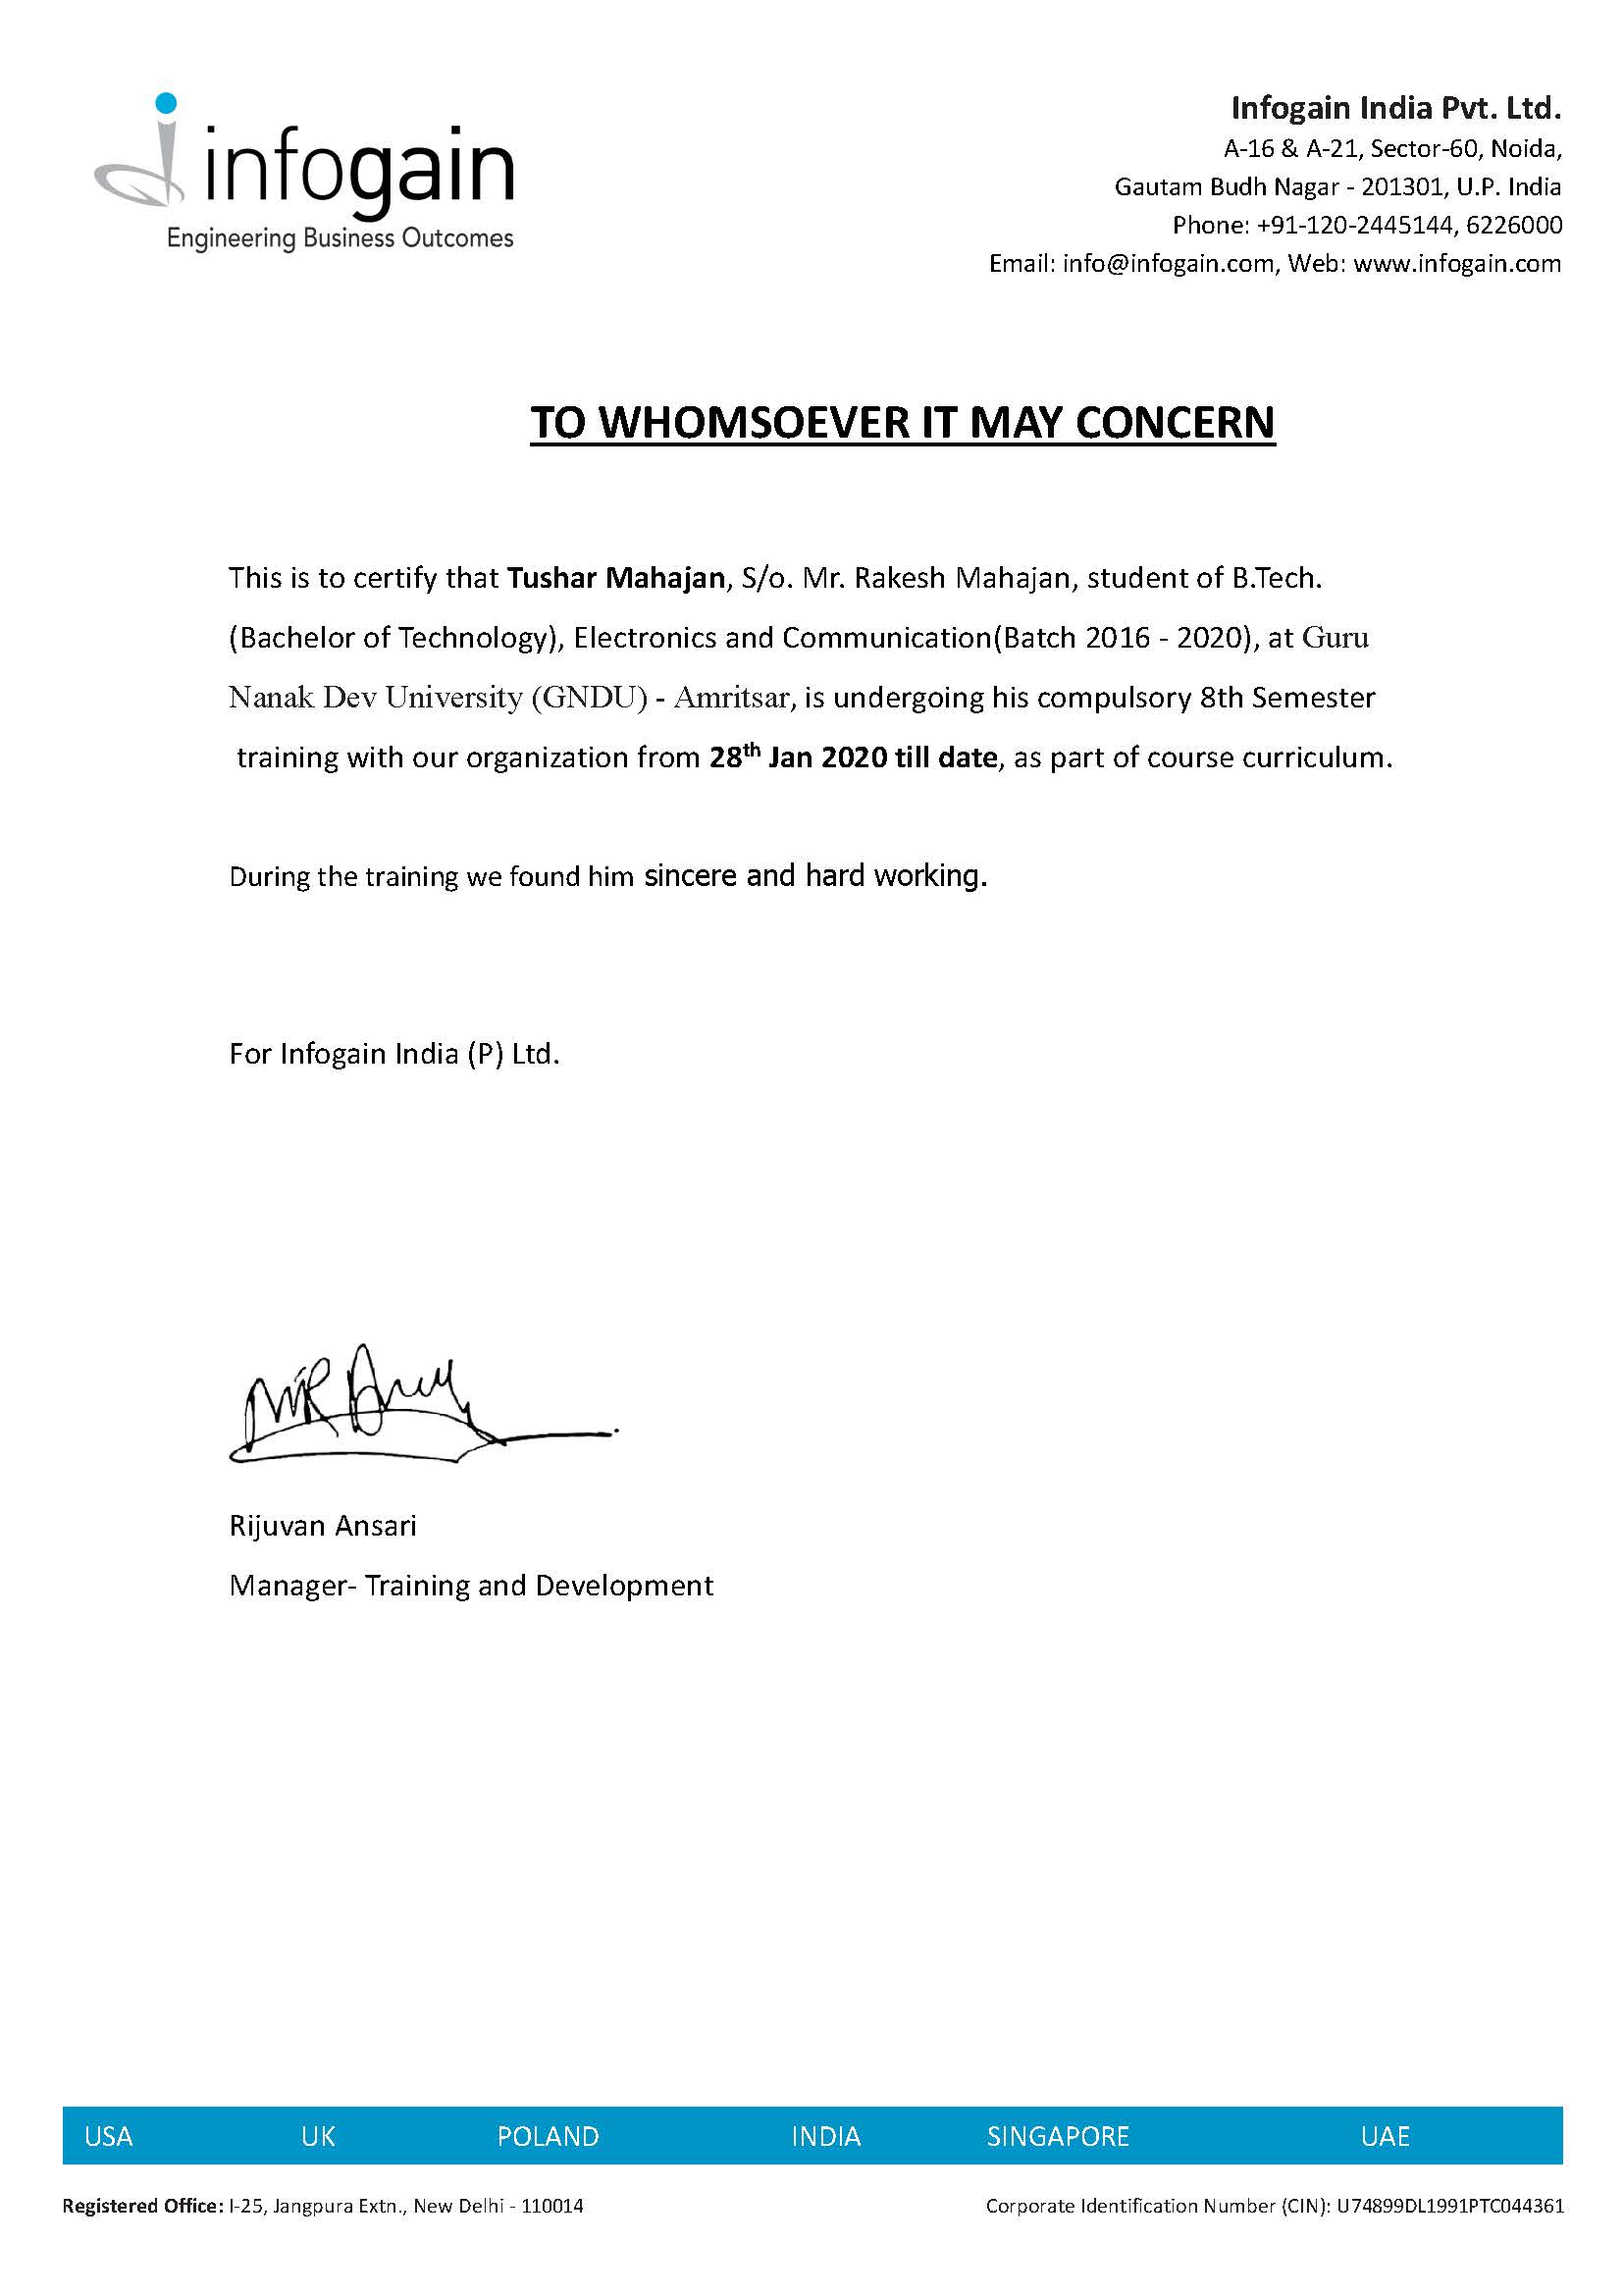 infogain
Engineering Business Outcomes
Infogain India Pvt. Ltd.
A-16 & A-21, Sector-60, Noida,
Gautam Budh Nagar - 201301, U.P. India
Phone: +91-120-2445144, 6226000
Email: info@infogain.com, Web: www.infogain.com
TO WHOMSOEVER IT MAY CONCERN
This is to certify that Tushar Mahajan, S/o. Mr. Rakesh Mahajan, student of B.Tech.
(Bachelor of Technology), Electronics and Communication(Batch 2016 - 2020), at Guru
Nanak Dev University (GNDU) - Amritsar, is undergoing his compulsory 8th Semester
training with our organization from 28th Jan 2020 till date, as part of course curriculum.
During the training we found him sincere and hard working.
For Infogain India (P) Ltd.
Rijuvan Ansari
Manager- Training and Development
USA UK POLAND INDIA SINGAPORE UAE
Registered Office: I-25, Jangpura Extn., New Delhi - 110014
Corporate Identification Number (CIN): U74899DL1991PTC044361